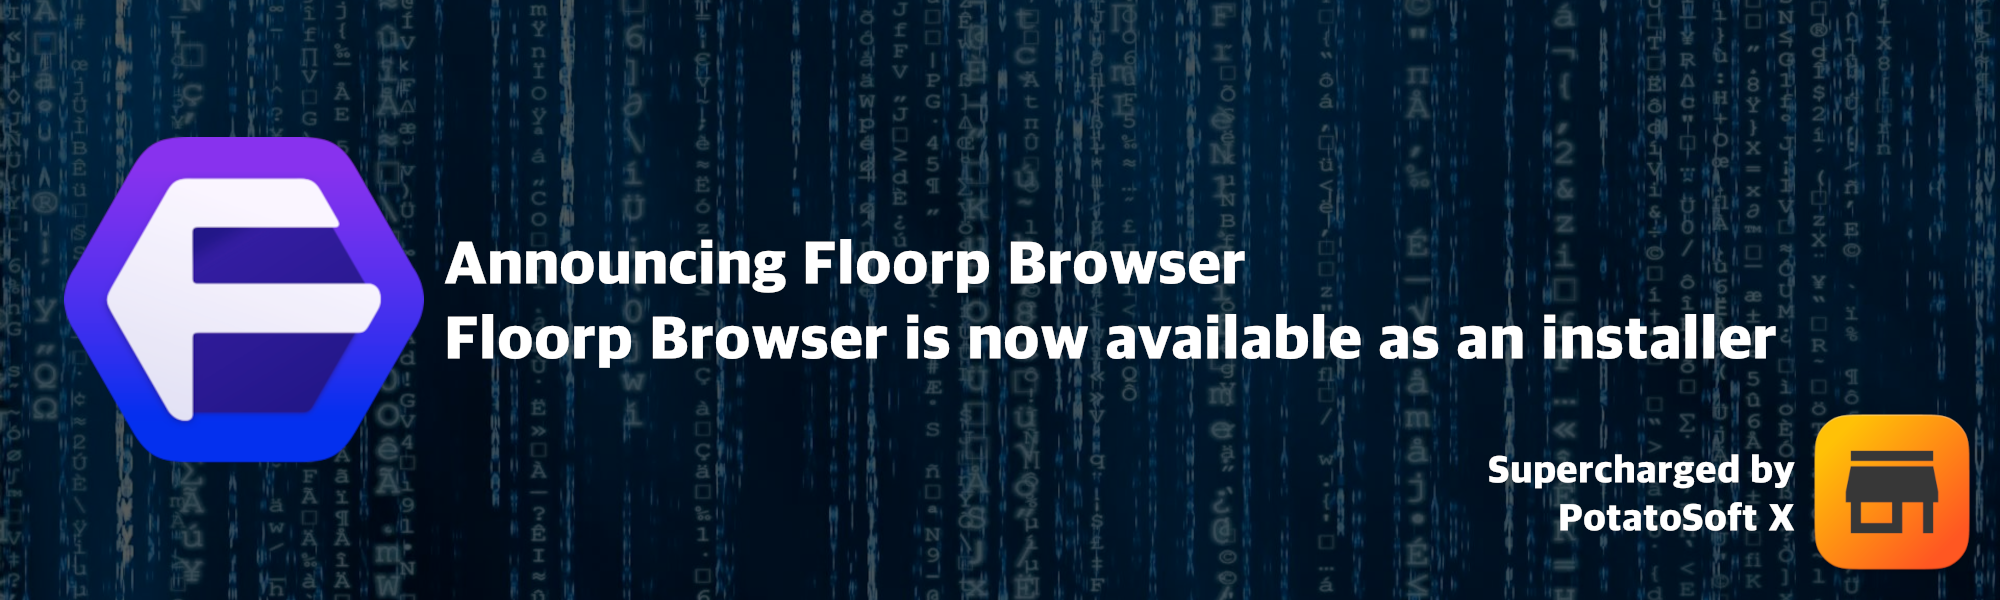 Announcing Floorp Browser
Floorp Browser is now available as an installer
Supercharged by
PotatoSoft X